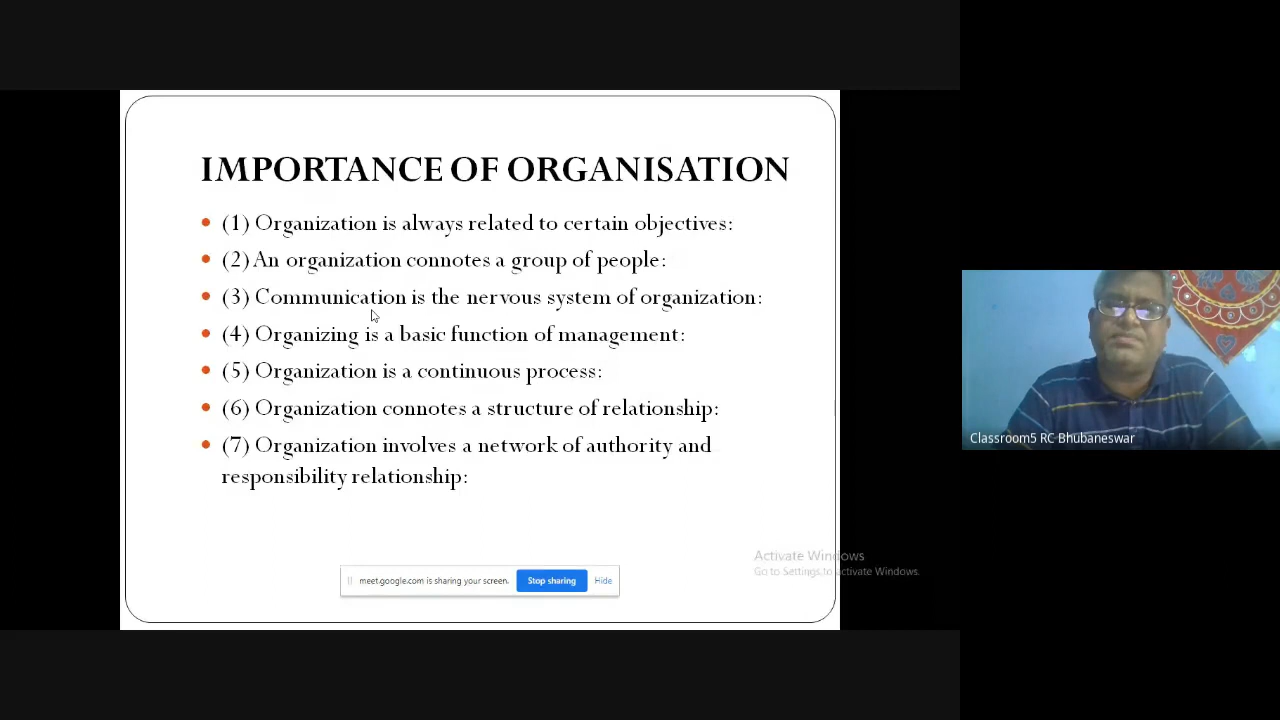 IMPORTANCE OF ORGANISATION
• (1) Organization is always related to certain objectives:
• (2) An organization connotes a group of people:
• (3) Communication is the nervous system of organization:
• (4) Organizing is a basic function of management:
• (5) Organization is a continuous process:
• (6) Organization connotes a structure of relationship:
• (7) Organization involves a network of authority and
responsibility relationship:
Classroom5 RC Bhubaneswar
Activate Windows
Go to Settings to activate Windows.
meet.google.com is sharing your screen.
Stop sharing
Hide